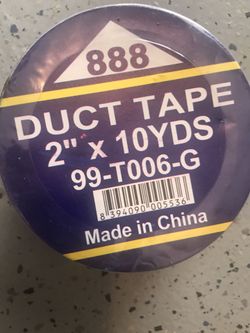 888
DUCT TAPE
2" x 10YDS
99-T006-G
8 394090 005536
Made in China